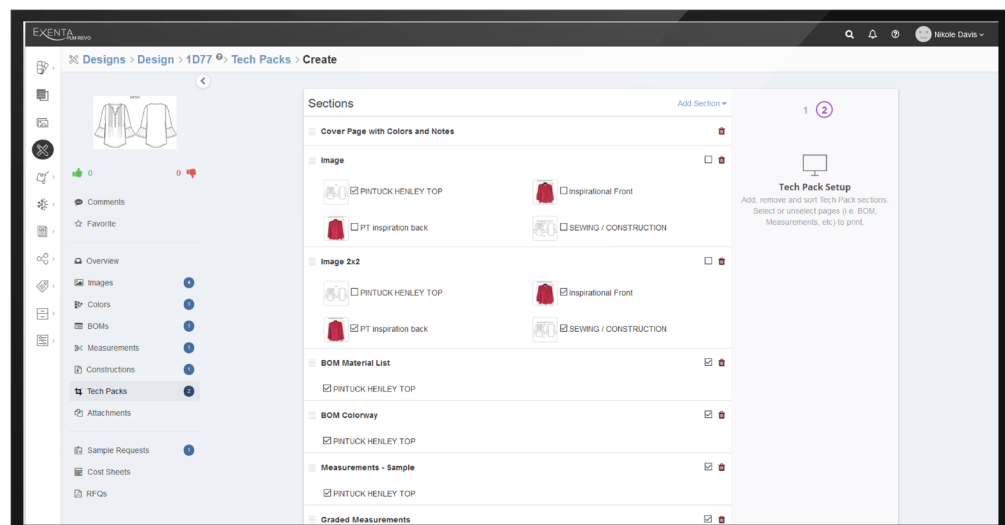 EXENTA
PLM REVO
Nikole Davis
Designs > Design > 1D77 > Tech Packs > Create
0
0
Comments
Favorite
Overview
Images 4
Colors 1
BOMs 1
Measurements 1
Constructions 1
Tech Packs 2
Attachments
Sample Requests 1
Cost Sheets
RFQs
Sections
Add Section
Cover Page with Colors and Notes
Image
PINTUCK HENLEY TOP
Inspirational Front
PT inspiration back
SEWING / CONSTRUCTION
Image 2x2
PINTUCK HENLEY TOP
Inspirational Front
PT inspiration back
SEWING / CONSTRUCTION
BOM Material List
PINTUCK HENLEY TOP
BOM Colorway
PINTUCK HENLEY TOP
Measurements - Sample
PINTUCK HENLEY TOP
Graded Measurements
1 2
Tech Pack Setup
Add, remove and sort Tech Pack sections.
Select or unselect pages (i.e. BOM,
Measurements, etc) to print.